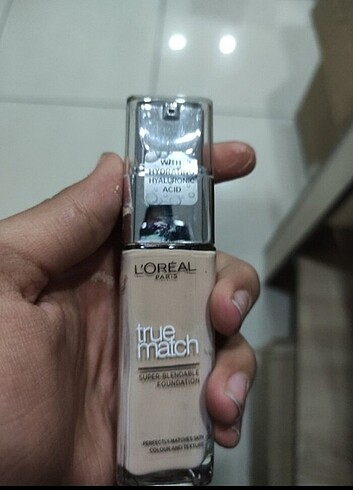 WITH
HYDRATING
HYALURONIC
ACID
L'ORÉAL
PARIS
true
match
SUPER-BLENDABLE
FOUNDATION
PERFECTLY MATCHES SKIN
COLOUR AND TEXTURE